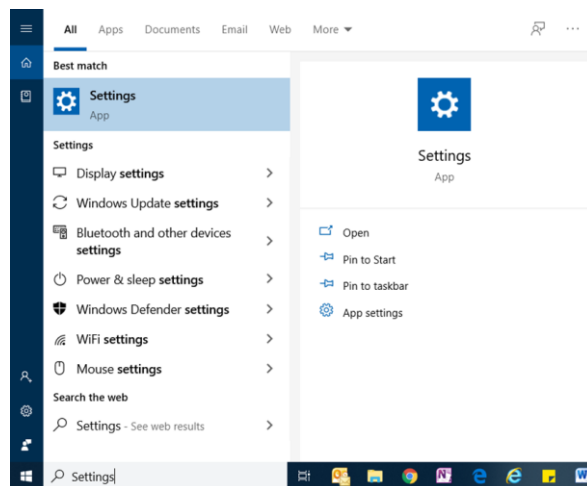 All Apps Documents Email Web More
Best match
Settings
App
Settings
Display settings
Windows Update settings
Bluetooth and other devices
settings
Power & sleep settings
Windows Defender settings
WiFi settings
Mouse settings
Search the web
Settings - See web results
Settings
Settings
App
Open
Pin to Start
Pin to taskbar
App settings